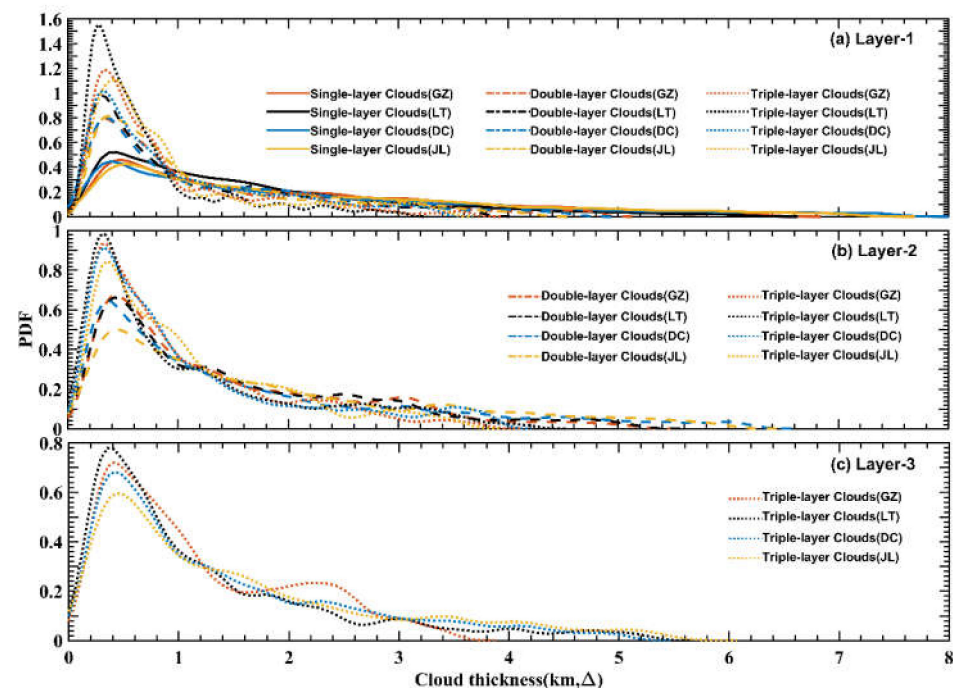 (a) Layer-1
1.6
1.4
1.2
1.0
0.8
0.6
0.4
0.2
0
Single-layer Clouds(GZ) Double-layer Clouds(GZ) Triple-layer Clouds(GZ)
Single-layer Clouds(LT) Double-layer Clouds(LT) Triple-layer Clouds(LT)
Single-layer Clouds(DC) Double-layer Clouds(DC) Triple-layer Clouds(DC)
Single-layer Clouds(JL) Double-layer Clouds(JL) Triple-layer Clouds(JL)
(b) Layer-2
1
0.8
0.6
0.4
0.2
0
PDF
Double-layer Clouds(GZ) Triple-layer Clouds(GZ)
Double-layer Clouds(LT) Triple-layer Clouds(LT)
Double-layer Clouds(DC) Triple-layer Clouds(DC)
Double-layer Clouds(JL) Triple-layer Clouds(JL)
(c) Layer-3
0.8
0.6
0.4
0.2
0
Triple-layer Clouds(GZ)
Triple-layer Clouds(LT)
Triple-layer Clouds(DC)
Triple-layer Clouds(JL)
0 1 2 3 4 5 6 7 8
Cloud thickness(km,Δ)